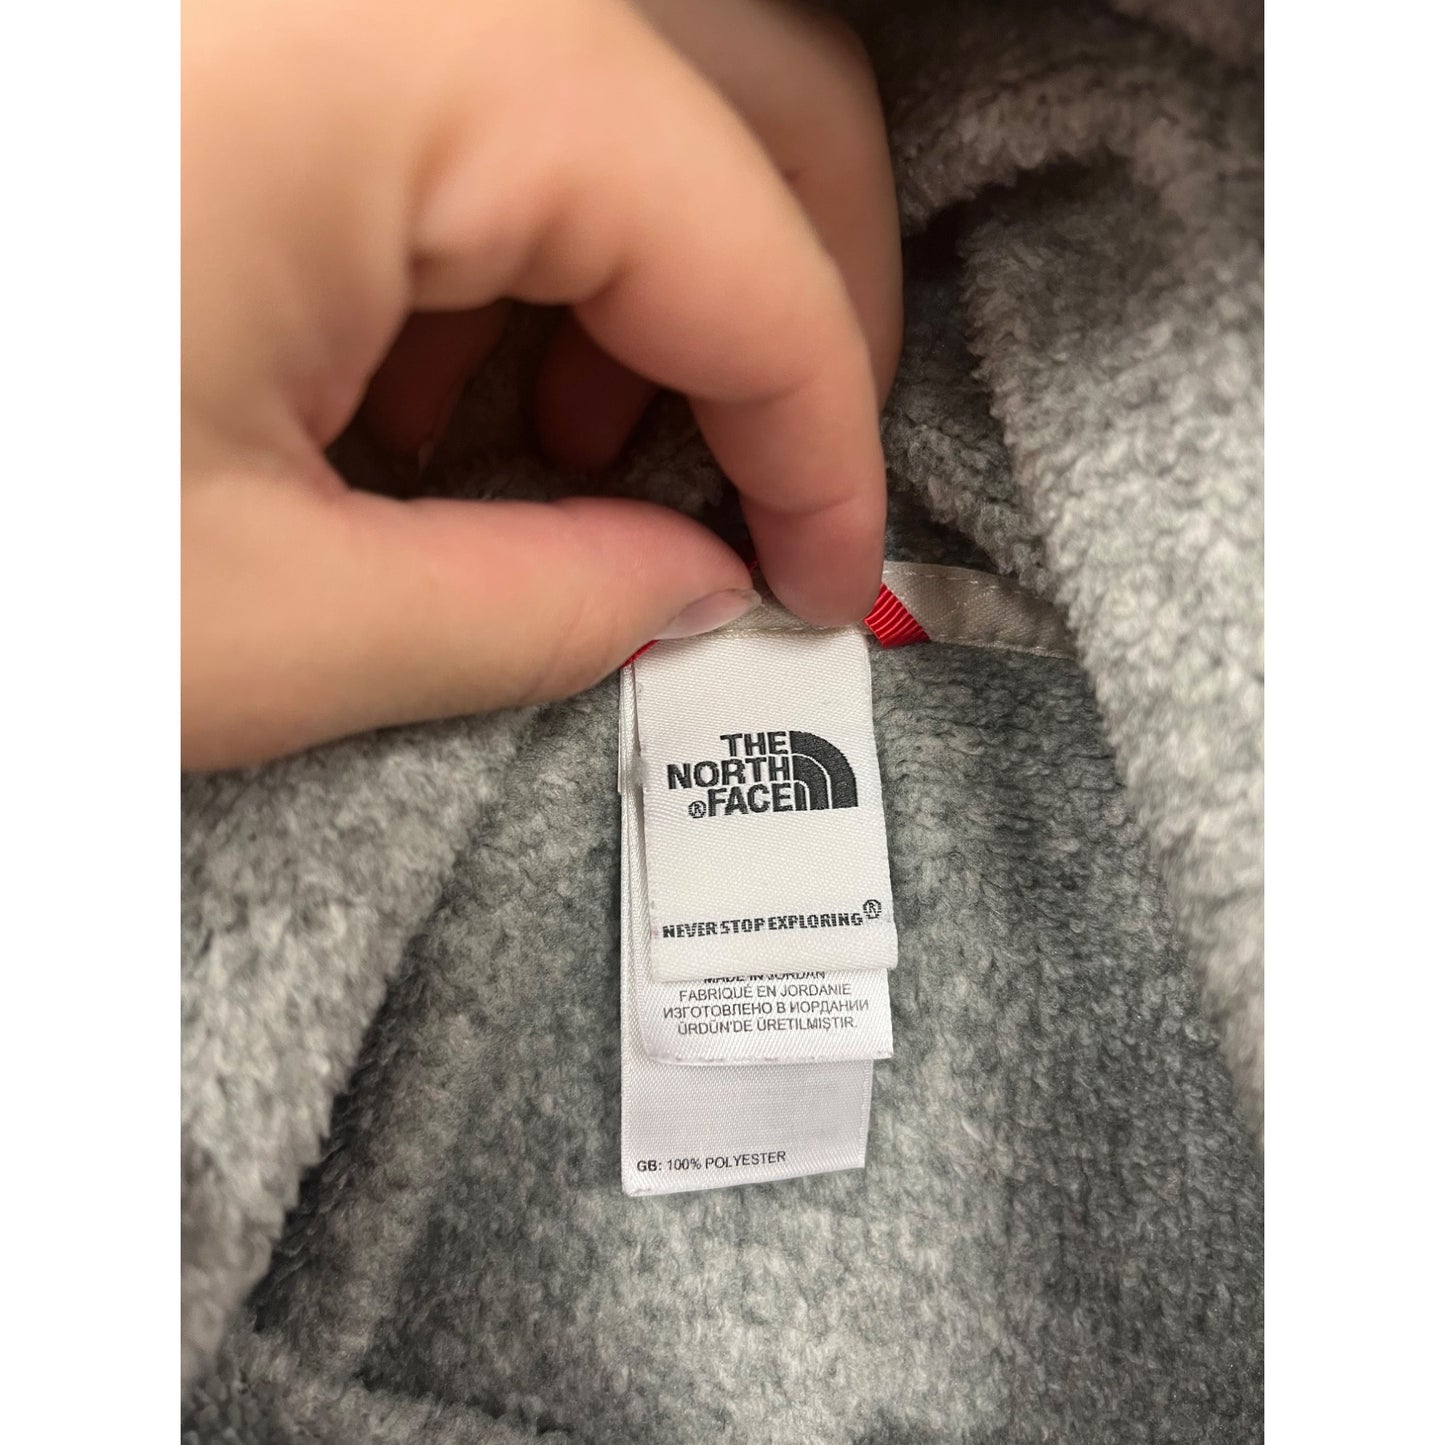 THE
NORTH
®FACE
NEVER STOP EXPLORING®
MADE IN JORDAN
FABRIQUÉ EN JORDANIE
ИЗГОТОВЛЕНО В ИОРДАНИИ
ÜRDÜN'DE ÜRETILMIŞTIR.
GB: 100% POLYESTER